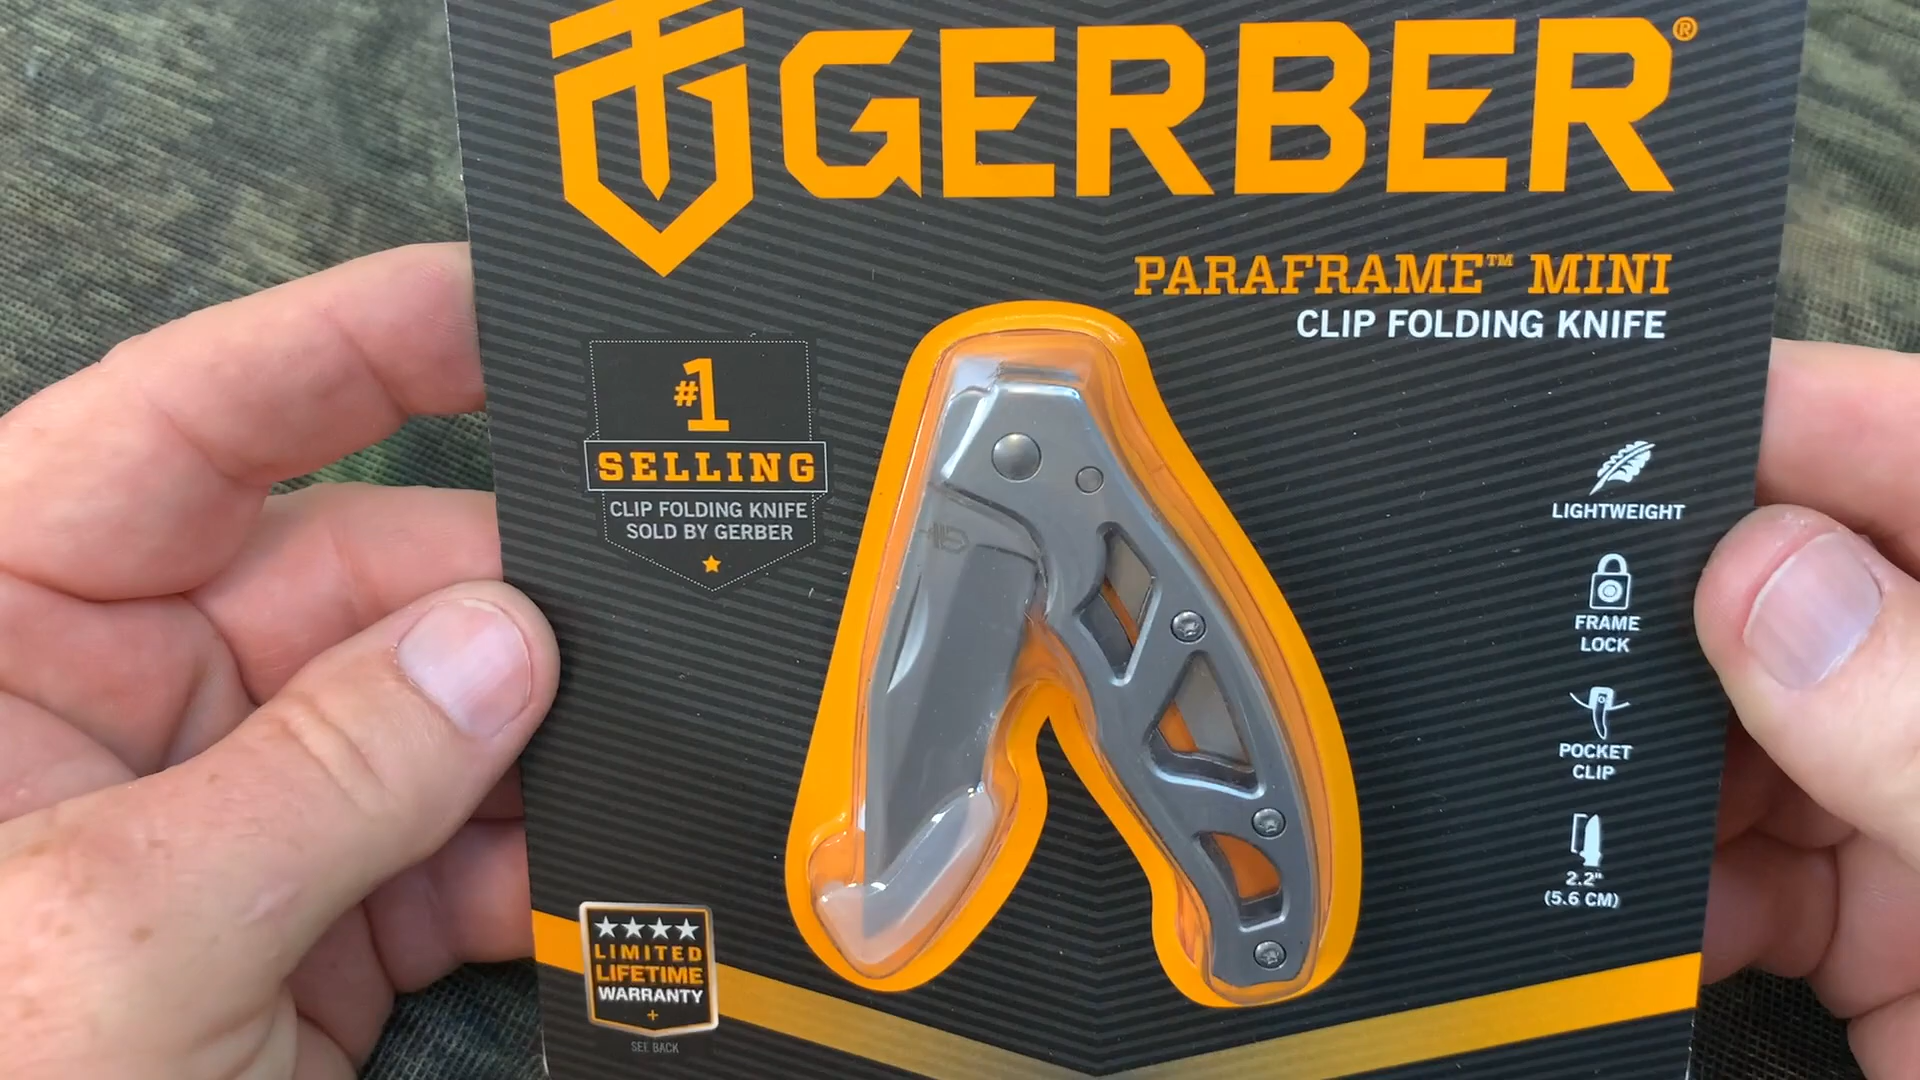 GERBER®
PARAFRAME™ MINI
CLIP FOLDING KNIFE
#1
SELLING
CLIP FOLDING KNIFE
SOLD BY GERBER
LIGHTWEIGHT
FRAME
LOCK
POCKET
CLIP
2.2"
(5.6 CM)
LIMITED
LIFETIME
WARRANTY
+
SEE BACK